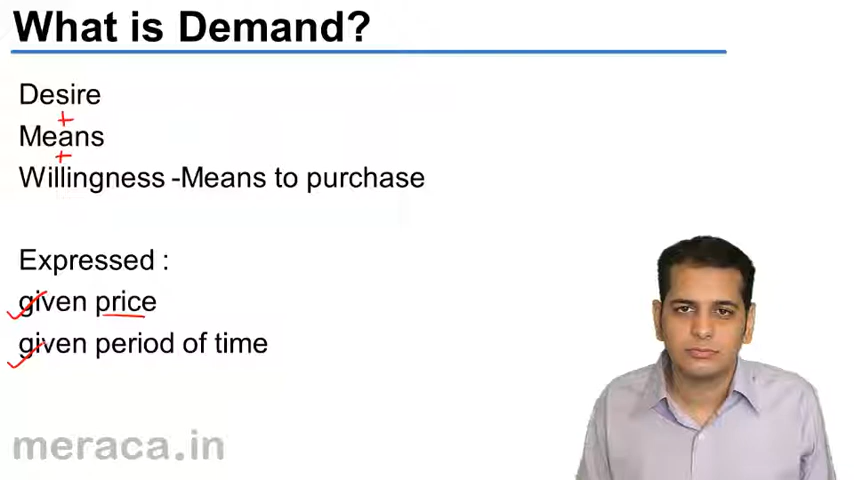 What is Demand?
Desire
+
Means
+
Willingness -Means to purchase
Expressed :
given price
given period of time
meraca.in